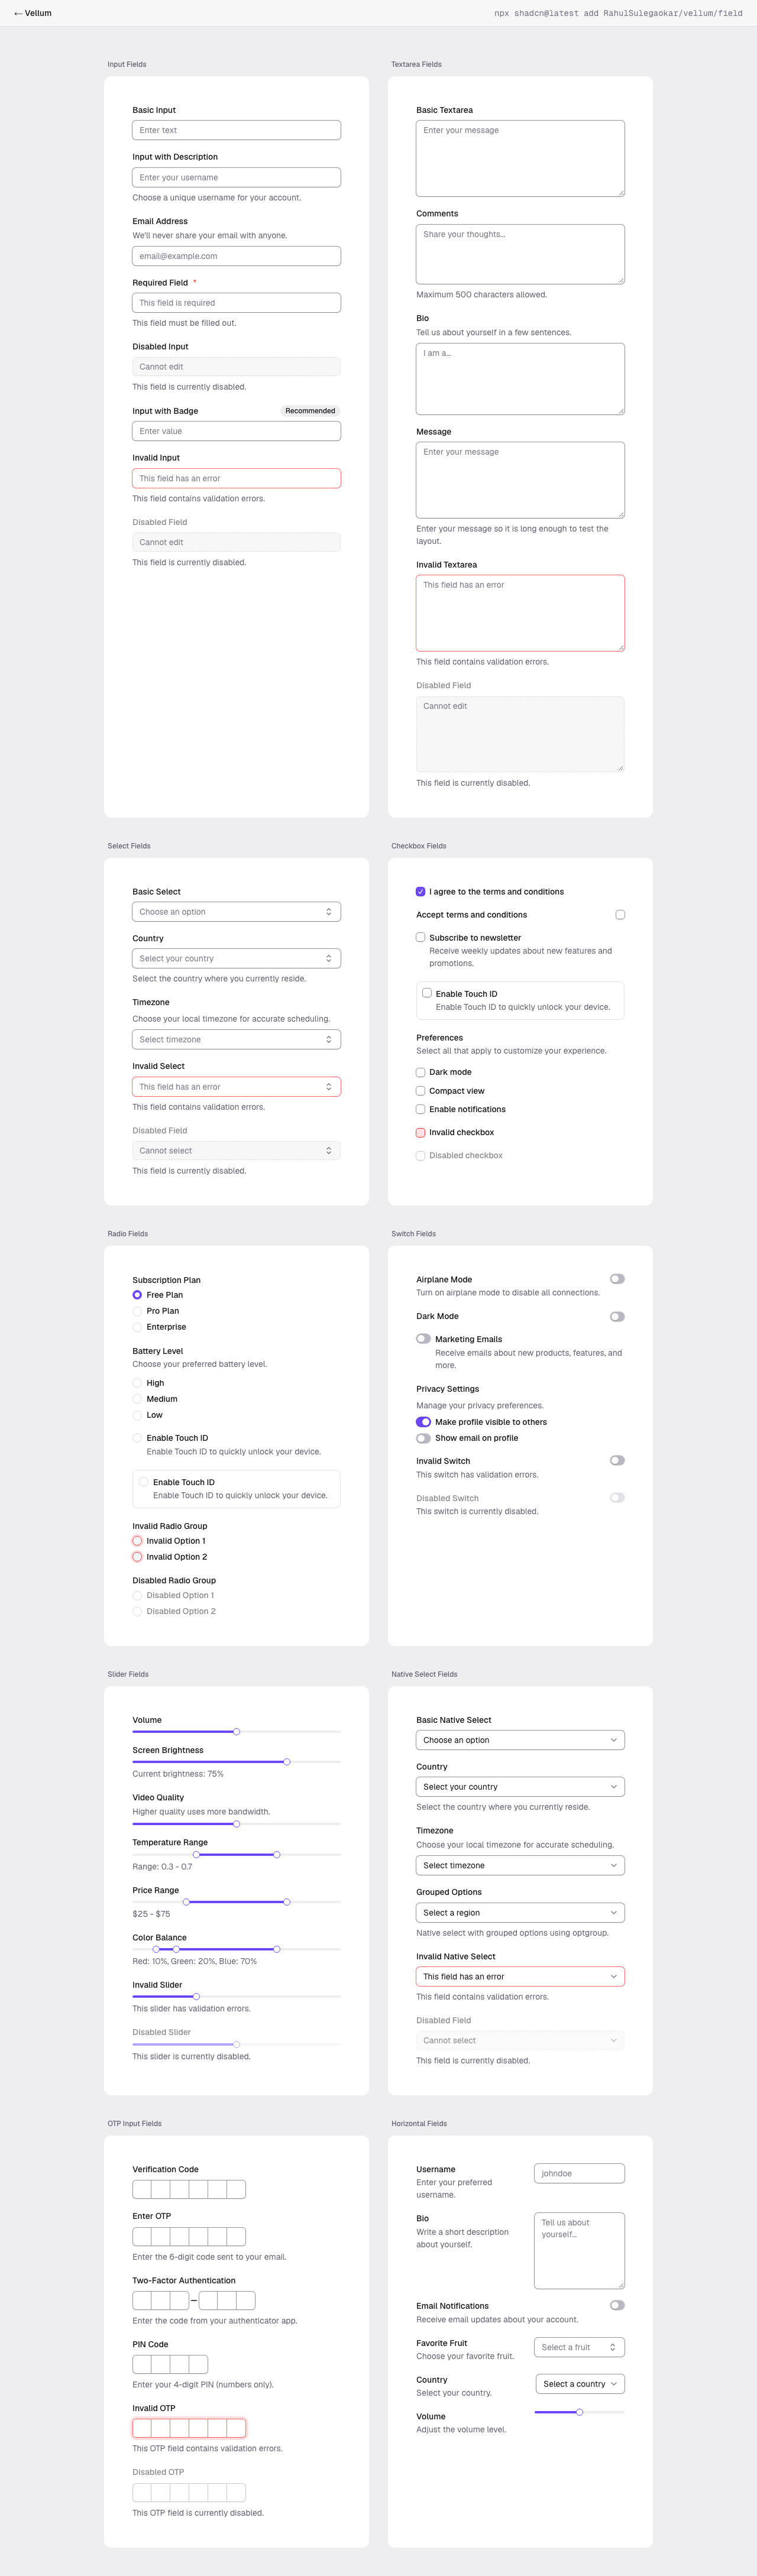 ← Vellum
npx shadcn@latest add RahulSulegaokar/vellum/field
Input Fields
Basic Input
Enter text
Input with Description
Enter your username
Choose a unique username for your account.
Email Address
We'll never share your email with anyone.
email@example.com
Required Field *
This field is required
This field must be filled out.
Disabled Input
Cannot edit
This field is currently disabled.
Input with Badge
Recommended
Enter value
Invalid Input
This field has an error
This field contains validation errors.
Disabled Field
Cannot edit
This field is currently disabled.
Textarea Fields
Basic Textarea
Enter your message
Comments
Share your thoughts...
Maximum 500 characters allowed.
Bio
Tell us about yourself in a few sentences.
I am a...
Message
Enter your message
Enter your message so it is long enough to test the
layout.
Invalid Textarea
This field has an error
This field contains validation errors.
Disabled Field
Cannot edit
This field is currently disabled.
Select Fields
Basic Select
Choose an option
Country
Select your country
Select the country where you currently reside.
Timezone
Choose your local timezone for accurate scheduling.
Select timezone
Invalid Select
This field has an error
This field contains validation errors.
Disabled Field
Cannot select
This field is currently disabled.
Checkbox Fields
I agree to the terms and conditions
Accept terms and conditions
Subscribe to newsletter
Receive weekly updates about new features and
promotions.
Enable Touch ID
Enable Touch ID to quickly unlock your device.
Preferences
Select all that apply to customize your experience.
Dark mode
Compact view
Enable notifications
Invalid checkbox
Disabled checkbox
Radio Fields
Subscription Plan
Free Plan
Pro Plan
Enterprise
Battery Level
Choose your preferred battery level.
High
Medium
Low
Enable Touch ID
Enable Touch ID to quickly unlock your device.
Enable Touch ID
Enable Touch ID to quickly unlock your device.
Invalid Radio Group
Invalid Option 1
Invalid Option 2
Disabled Radio Group
Disabled Option 1
Disabled Option 2
Switch Fields
Airplane Mode
Turn on airplane mode to disable all connections.
Dark Mode
Marketing Emails
Receive emails about new products, features, and
more.
Privacy Settings
Manage your privacy preferences.
Make profile visible to others
Show email on profile
Invalid Switch
This switch has validation errors.
Disabled Switch
This switch is currently disabled.
Slider Fields
Volume
Screen Brightness
Current brightness: 75%
Video Quality
Higher quality uses more bandwidth.
Temperature Range
Range: 0.3 - 0.7
Price Range
$25 - $75
Color Balance
Red: 10%, Green: 20%, Blue: 70%
Invalid Slider
This slider has validation errors.
Disabled Slider
This slider is currently disabled.
Native Select Fields
Basic Native Select
Choose an option
Country
Select your country
Select the country where you currently reside.
Timezone
Choose your local timezone for accurate scheduling.
Select timezone
Grouped Options
Select a region
Native select with grouped options using optgroup.
Invalid Native Select
This field has an error
This field contains validation errors.
Disabled Field
Cannot select
This field is currently disabled.
OTP Input Fields
Verification Code
Enter OTP
Enter the 6-digit code sent to your email.
Two-Factor Authentication
Enter the code from your authenticator app.
PIN Code
Enter your 4-digit PIN (numbers only).
Invalid OTP
This OTP field contains validation errors.
Disabled OTP
This OTP field is currently disabled.
Horizontal Fields
Username
Enter your preferred
username.
johndoe
Bio
Write a short description
about yourself.
Tell us about
yourself...
Email Notifications
Receive email updates about your account.
Favorite Fruit
Choose your favorite fruit.
Select a fruit
Country
Select your country.
Select a country
Volume
Adjust the volume level.